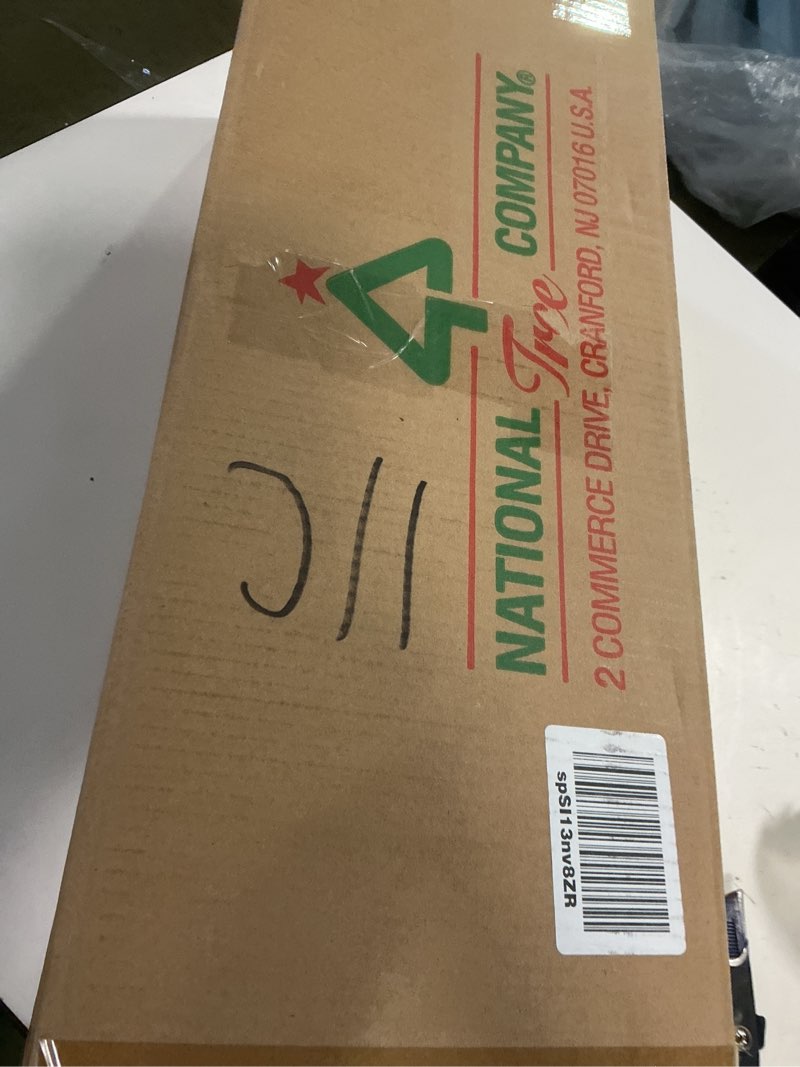 NATIONAL Tree COMPANY®
2 COMMERCE DRIVE, CRANFORD, NJ 07016 U.S.A.
J11
spSI13nv8ZR